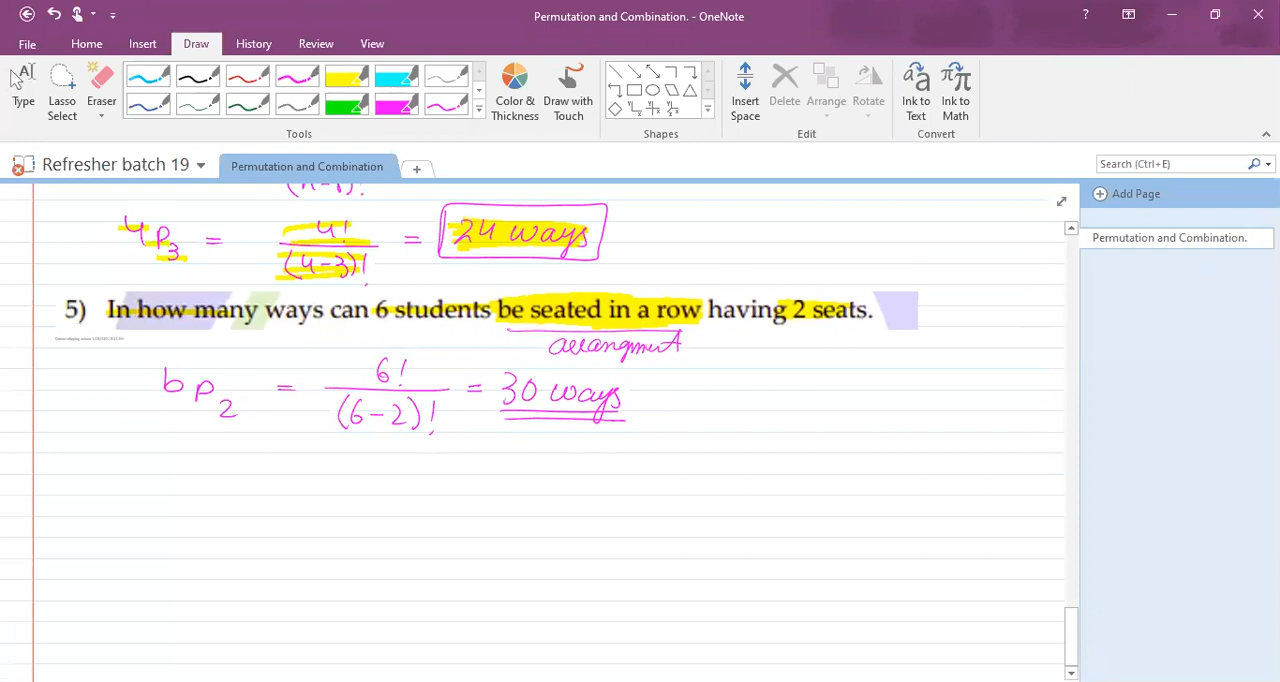 Permutation and Combination. - OneNote
?
File Home Insert Draw History Review View
Type Lasso Select Eraser Color & Thickness Draw with Touch Insert Space Delete Arrange Rotate Ink to Text Ink to Math
Tools Shapes Edit Convert
Refresher batch 19 Permutation and Combination Search (Ctrl+E)
Add Page
Permutation and Combination.
4P3 = 4! / (4-3)! = 24 ways
5) In how many ways can 6 students be seated in a row having 2 seats.
arrangment
6P2 = 6! / (6-2)! = 30 ways